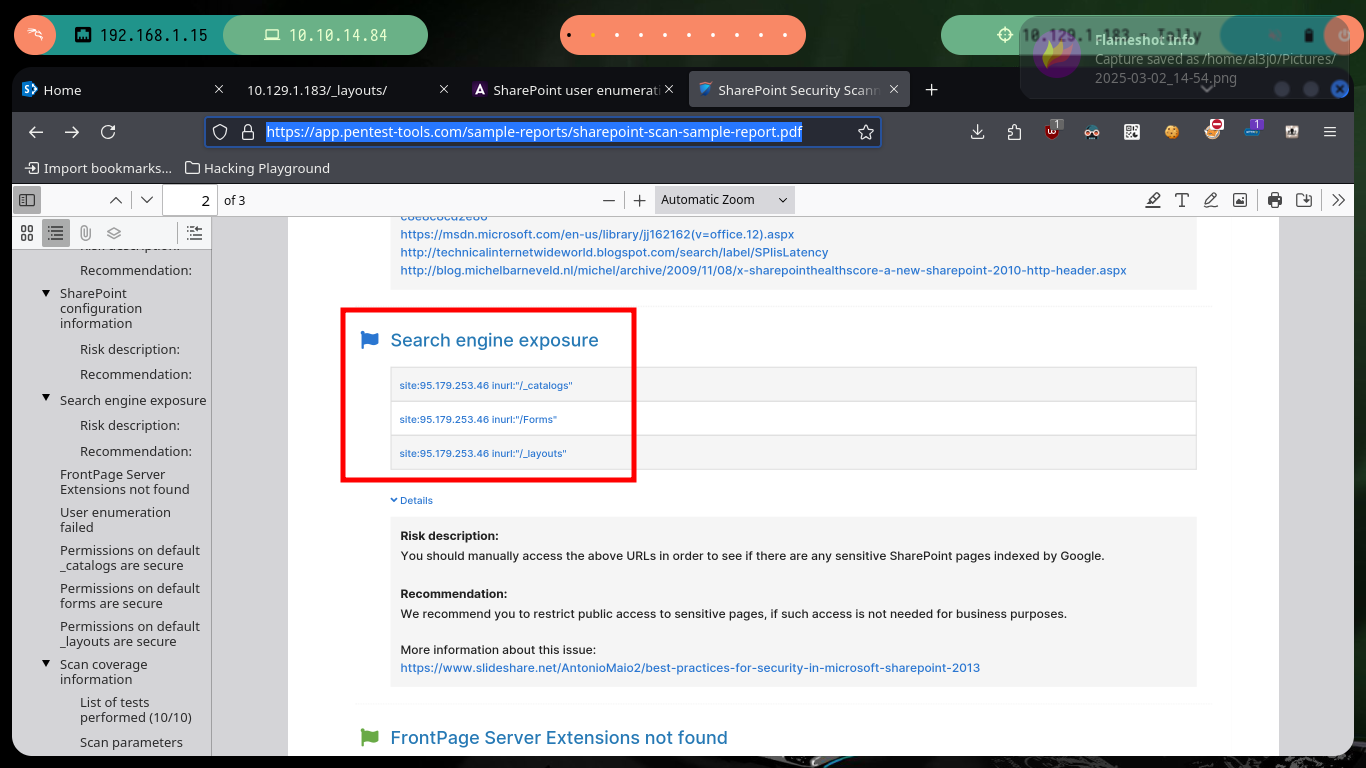 192.168.1.15
10.10.14.84
10.129.1.183 - Tally
Flameshot Info
Capture saved as /home/al3j0/Pictures/
2025-03-02_14-54.png
Home
10.129.1.183/_layouts/
SharePoint user enumerati
SharePoint Security Scann
https://app.pentest-tools.com/sample-reports/sharepoint-scan-sample-report.pdf
1
1
Import bookmarks...
Hacking Playground
2
of 3
Automatic Zoom
Risk description:
Recommendation:
SharePoint
configuration
information
Risk description:
Recommendation:
Search engine exposure
Risk description:
Recommendation:
FrontPage Server
Extensions not found
User enumeration
failed
Permissions on default
_catalogs are secure
Permissions on default
forms are secure
Permissions on default
_layouts are secure
Scan coverage
information
List of tests
performed (10/10)
Scan parameters
https://msdn.microsoft.com/en-us/library/jj162162(v=office.12).aspx
http://technicalinternetwideworld.blogspot.com/search/label/SPIisLatency
http://blog.michelbarneveld.nl/michel/archive/2009/11/08/x-sharepointhealthscore-a-new-sharepoint-2010-http-header.aspx
Search engine exposure
site:95.179.253.46 inurl:"/_catalogs"
site:95.179.253.46 inurl:"/Forms"
site:95.179.253.46 inurl:"/_layouts"
Details
Risk description:
You should manually access the above URLs in order to see if there are any sensitive SharePoint pages indexed by Google.
Recommendation:
We recommend you to restrict public access to sensitive pages, if such access is not needed for business purposes.
More information about this issue:
https://www.slideshare.net/AntonioMaio2/best-practices-for-security-in-microsoft-sharepoint-2013
FrontPage Server Extensions not found